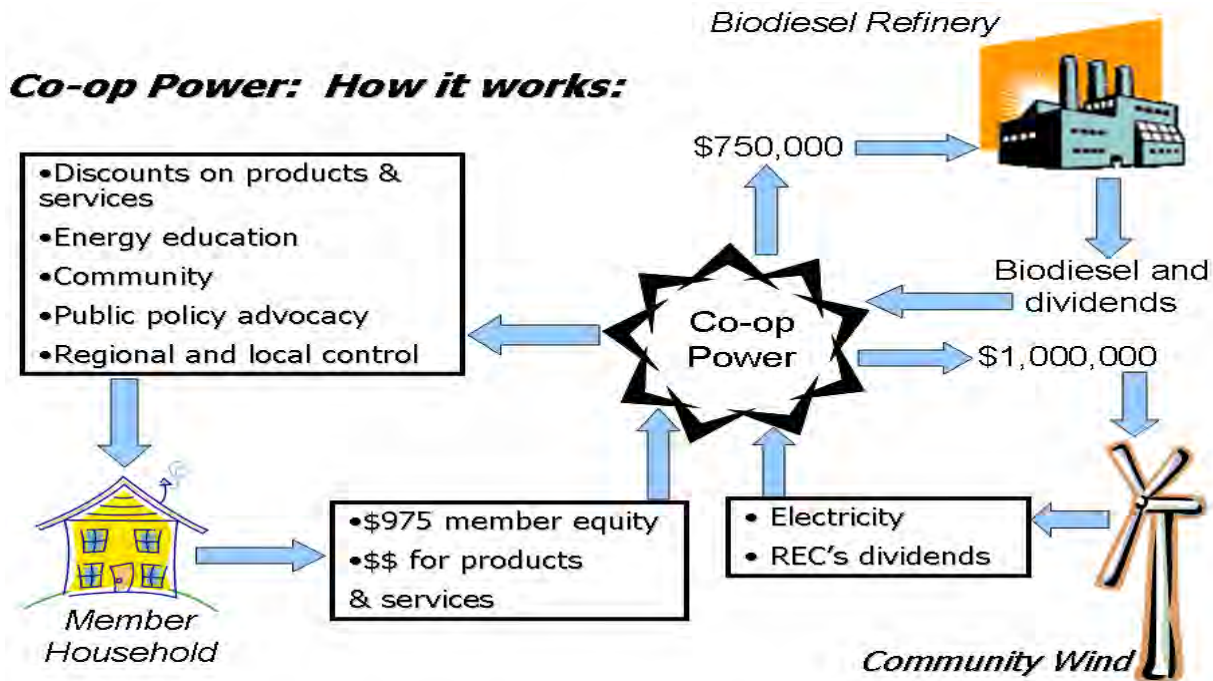 Biodiesel Refinery
Co-op Power:  How it works:
$750,000
•Discounts on products &
services
•Energy education
•Community
•Public policy advocacy
•Regional and local control
Biodiesel and
dividends
Co-op
Power
$1,000,000
•$975 member equity
•$$ for products
& services
• Electricity
• REC's dividends
Member
Household
Community Wind